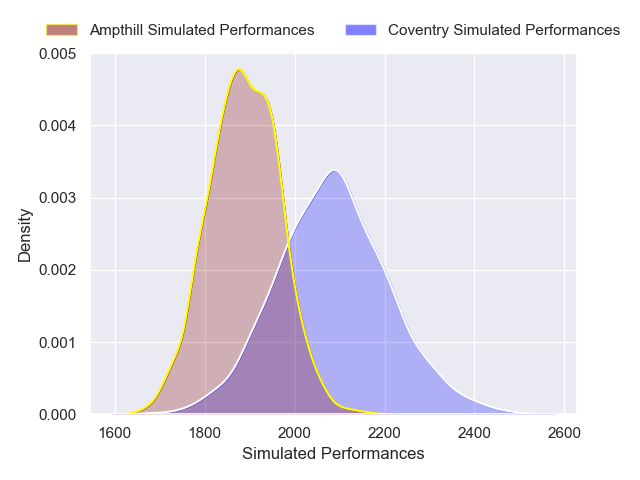 Ampthill Simulated Performances Coventry Simulated Performances
0.005
0.004
0.003
0.002
0.001
0.000
Density
1600 1800 2000 2200 2400 2600
Simulated Performances